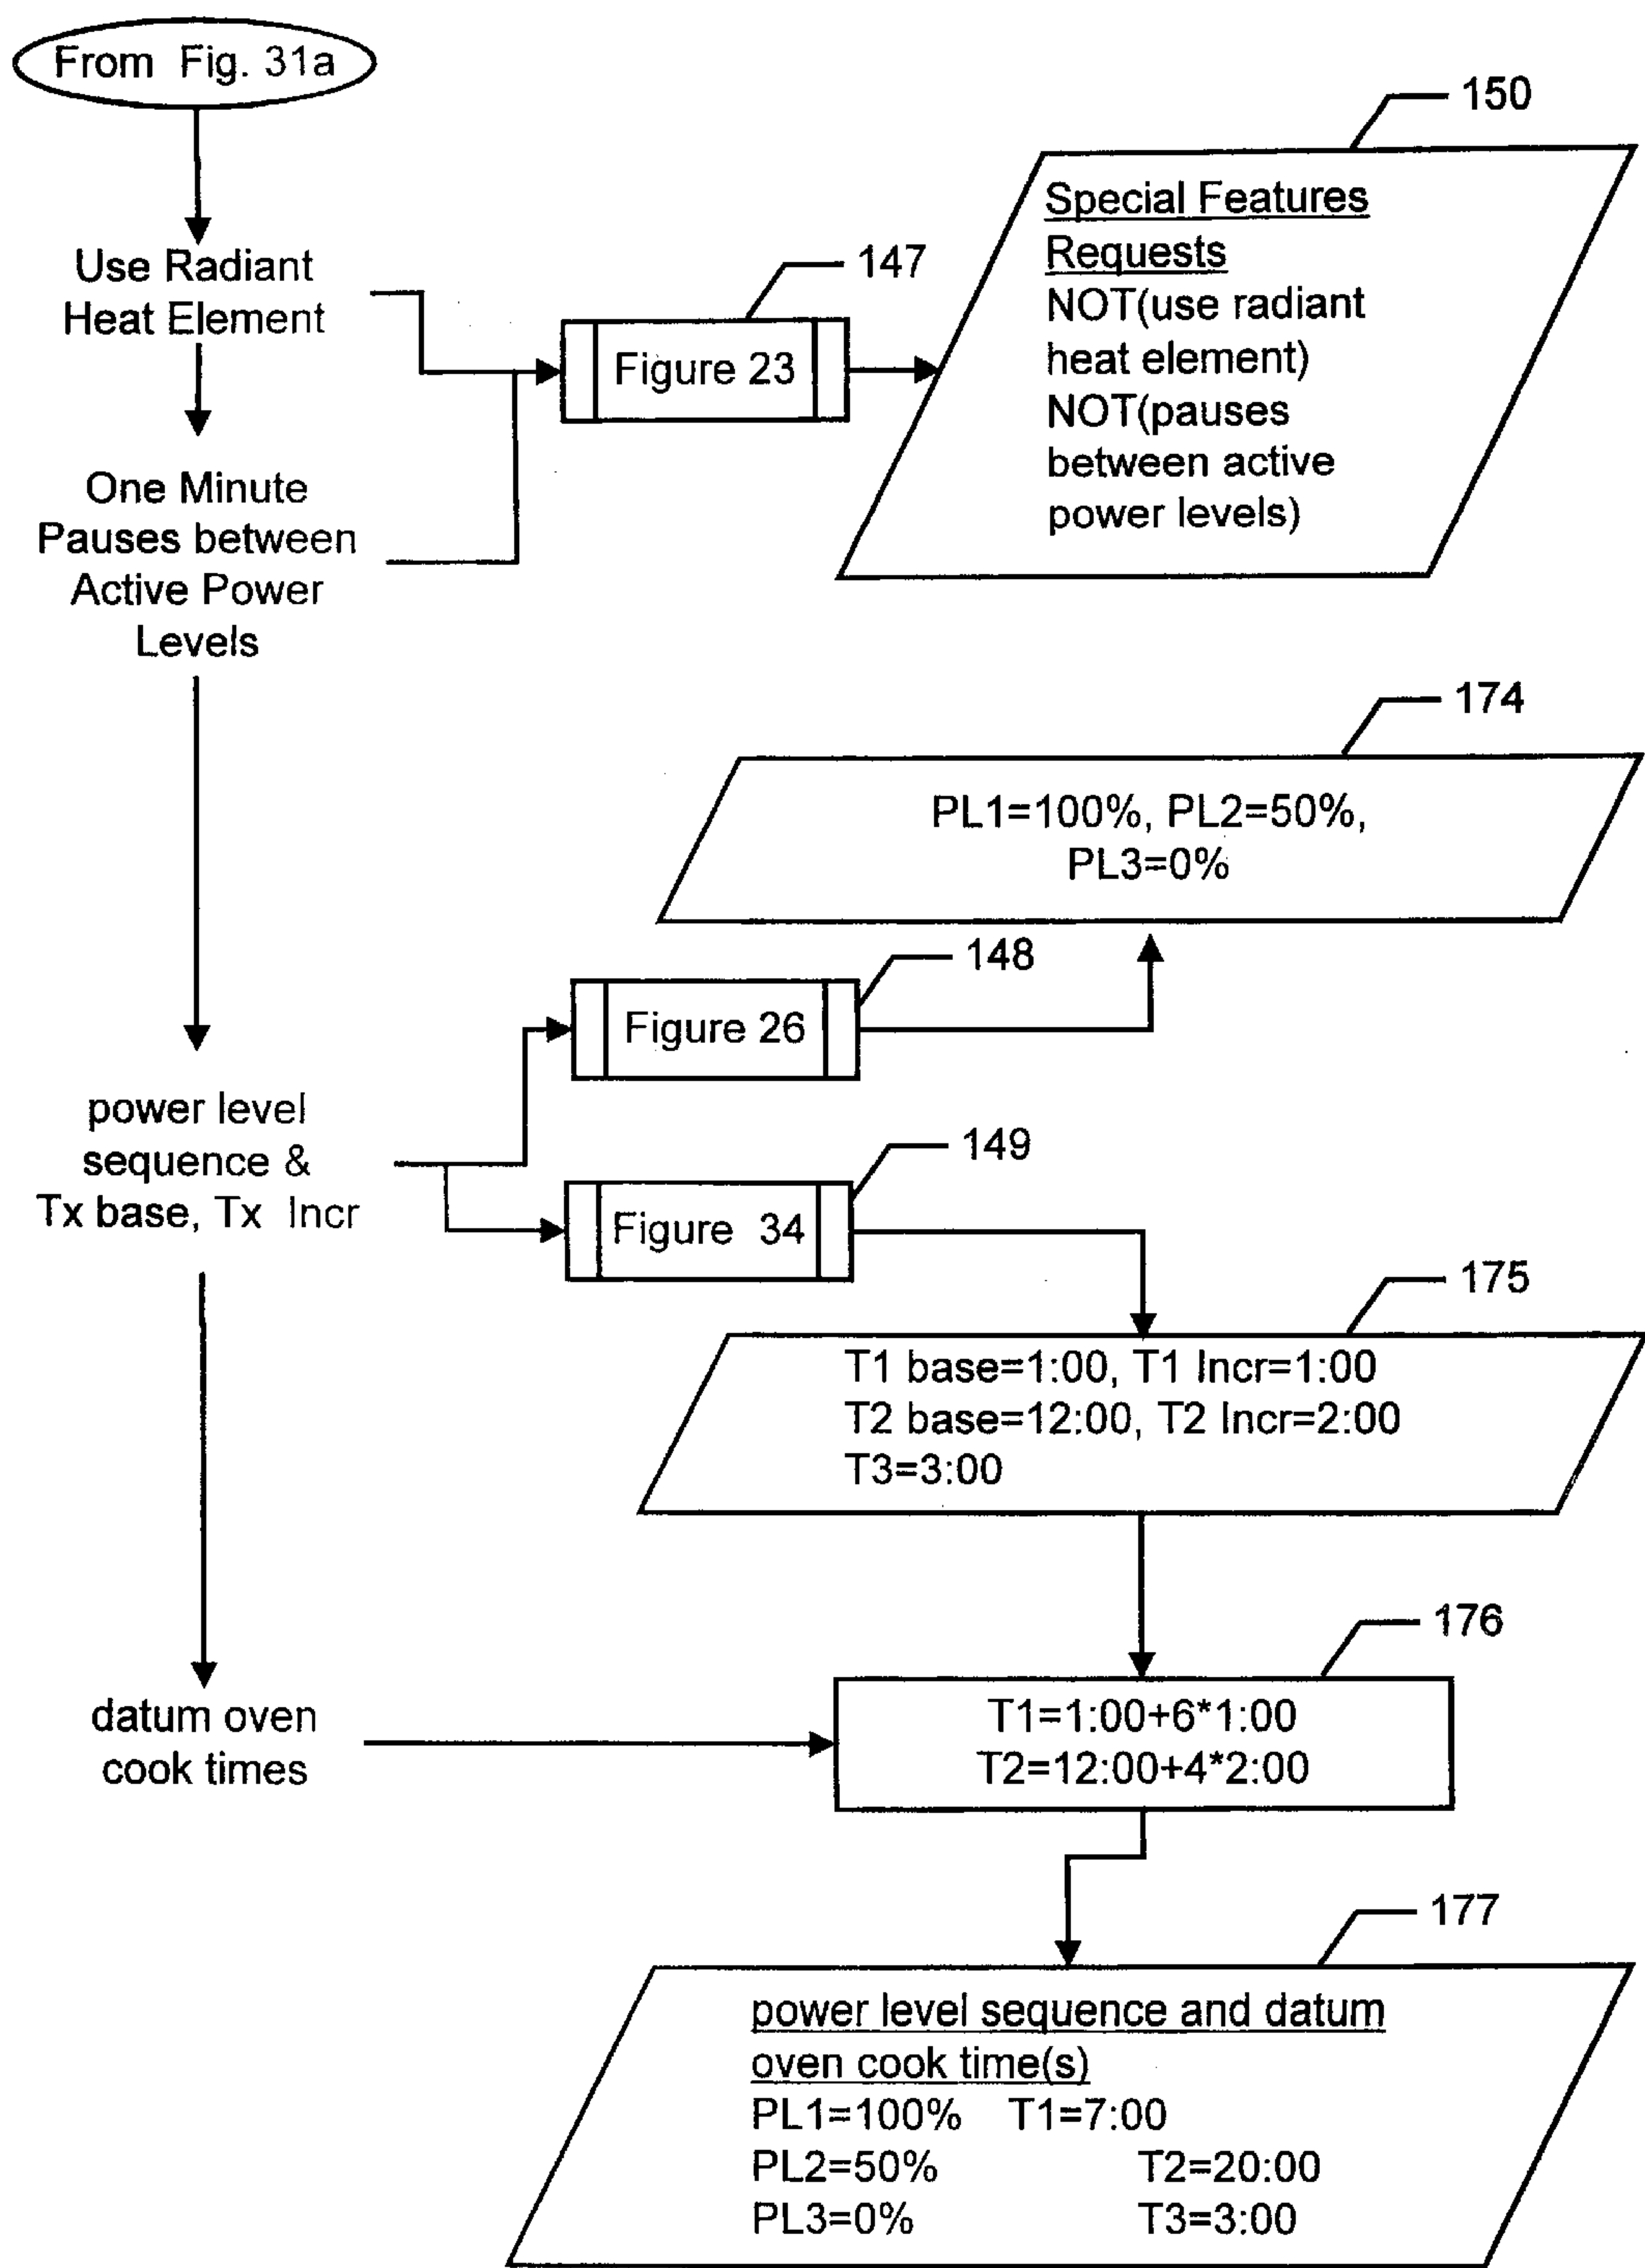 From Fig. 31a
150
Special Features
Requests
NOT(use radiant
heat element)
NOT(pauses
between active
power levels)
147
Use Radiant
Heat Element
Figure 23
One Minute
Pauses between
Active Power
Levels
174
PL1=100%, PL2=50%,
PL3=0%
148
Figure 26
power level
sequence &
Tx base, Tx Incr
149
Figure 34
175
T1 base=1:00, T1 Incr=1:00
T2 base=12:00, T2 Incr=2:00
T3=3:00
176
datum oven
cook times
T1=1:00+6*1:00
T2=12:00+4*2:00
177
power level sequence and datum
oven cook time(s)
PL1=100% T1=7:00
PL2=50% T2=20:00
PL3=0% T3=3:00